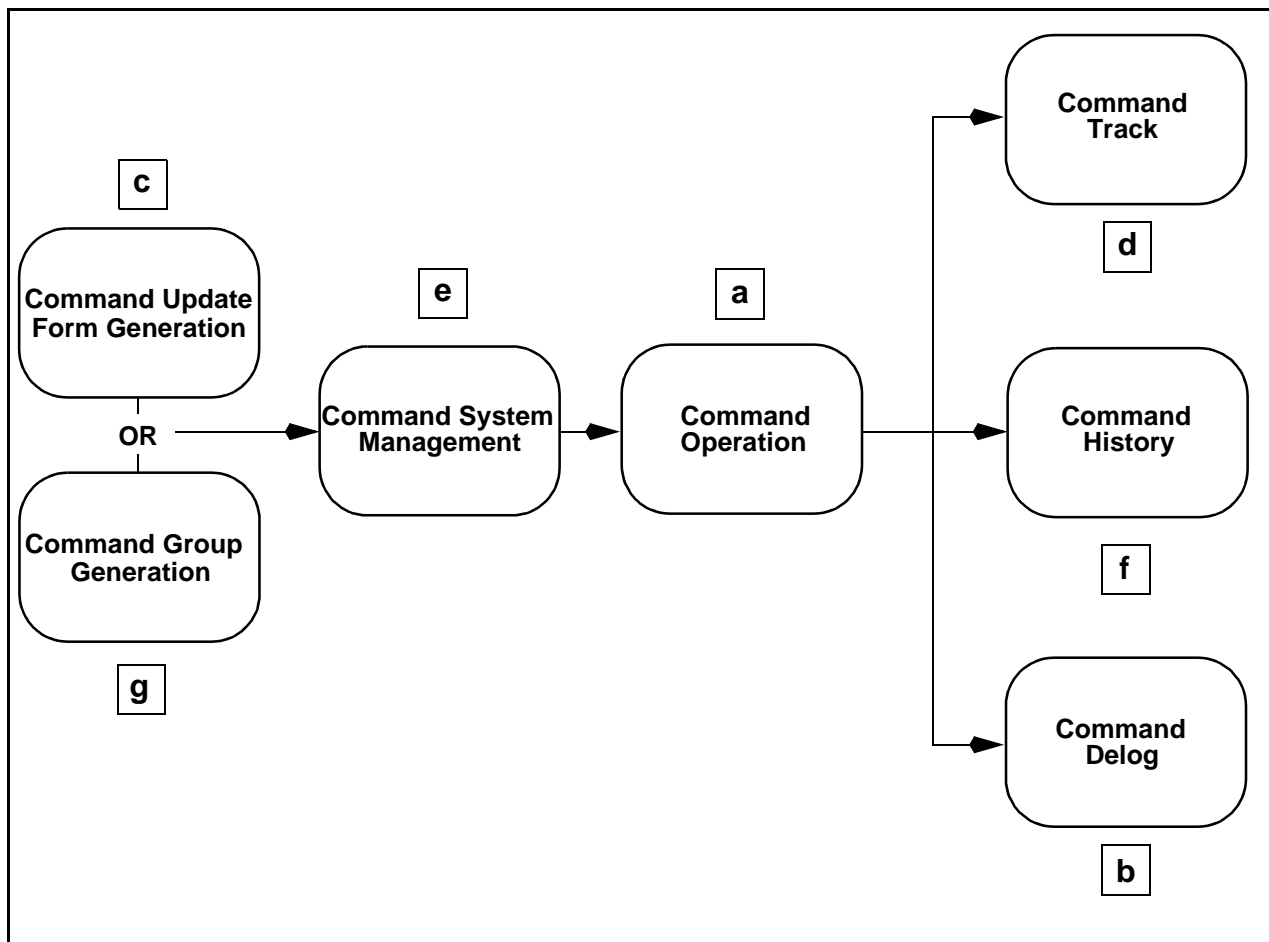 c
Command Update
Form Generation
OR
Command Group
Generation
g
e
Command System
Management
a
Command
Operation
Command
Track
d
Command
History
f
Command
Delog
b